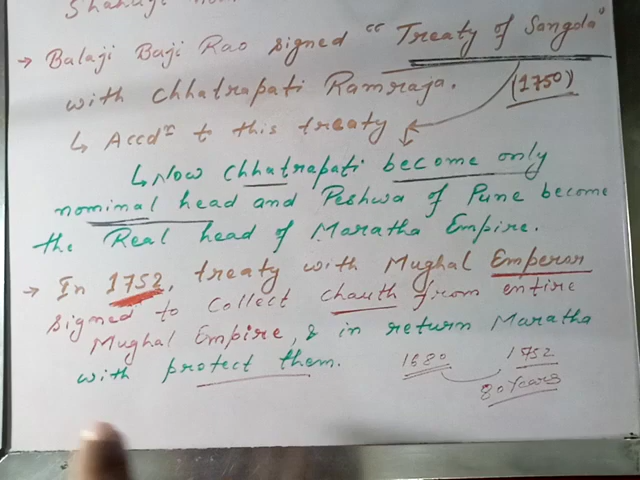 Shahuji
→ Balaji Baji Rao signed "Treaty of Sangola"
with Chhatrapati Ramraja. (1750)
↳ Accdⁿ to this treaty
↳ Now Chhatrapati become only
nominal head and Peshwa of Pune become
the Real head of Maratha Empire.
→ In 1752, treaty with Mughal Emperor
signed to collect chauth from entire
Mughal Empire, & in return Maratha
with protect them. 1680 1752
80 Years